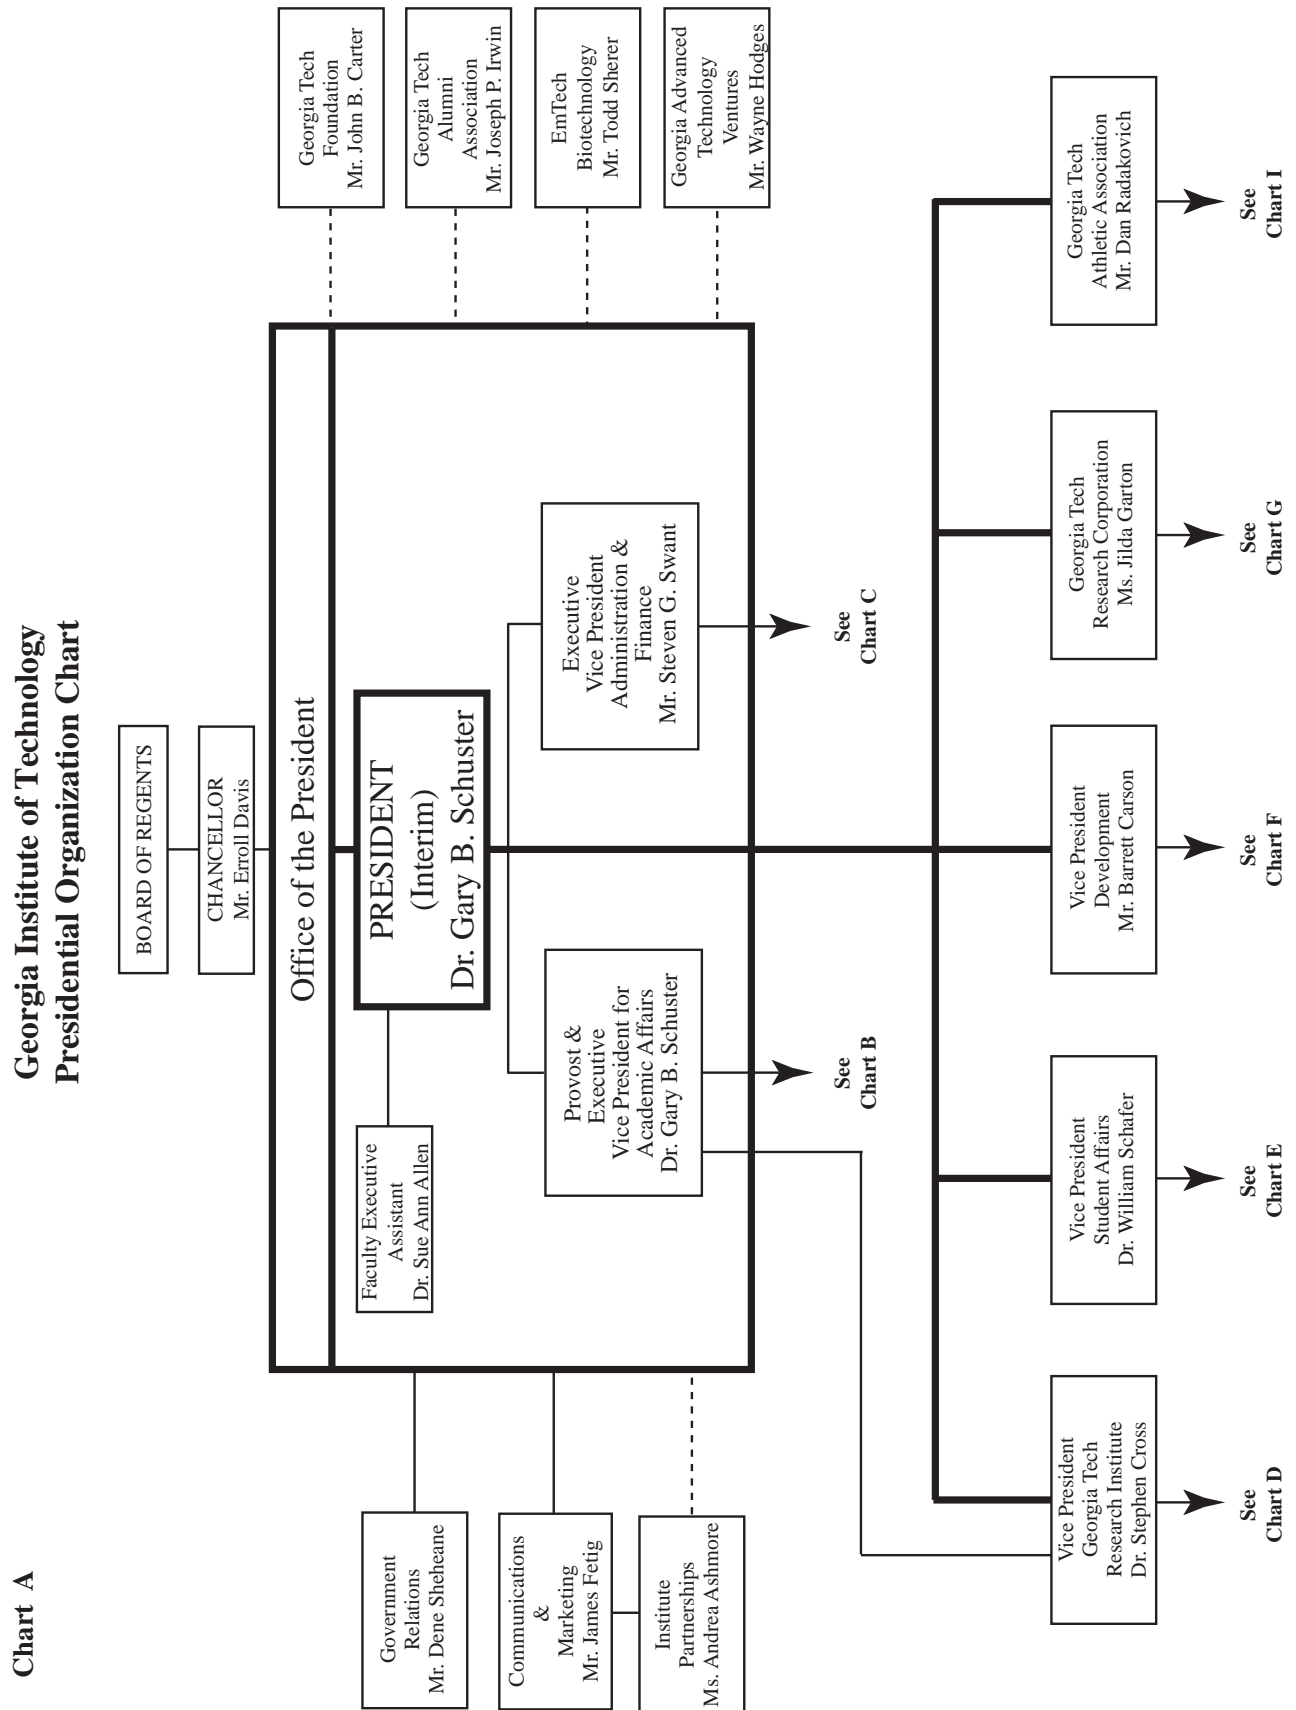 Chart A
Georgia Institute of Technology
Presidential Organization Chart
BOARD OF REGENTS
CHANCELLOR
Mr. Erroll Davis
Office of the President
PRESIDENT
(Interim)
Dr. Gary B. Schuster
Faculty Executive
Assistant
Dr. Sue Ann Allen
Provost &
Executive
Vice President for
Academic Affairs
Dr. Gary B. Schuster
See
Chart B
Executive
Vice President
Administration &
Finance
Mr. Steven G. Swant
See
Chart C
Government
Relations
Mr. Dene Sheheane
Communications
&
Marketing
Mr. James Fetig
Institute
Partnerships
Ms. Andrea Ashmore
Georgia Tech
Foundation
Mr. John B. Carter
Georgia Tech
Alumni
Association
Mr. Joseph P. Irwin
EmTech
Biotechnology
Mr. Todd Sherer
Georgia Advanced
Technology
Ventures
Mr. Wayne Hodges
Vice President
Georgia Tech
Research Institute
Dr. Stephen Cross
See
Chart D
Vice President
Student Affairs
Dr. William Schafer
See
Chart E
Vice President
Development
Mr. Barrett Carson
See
Chart F
Georgia Tech
Research Corporation
Ms. Jilda Garton
See
Chart G
Georgia Tech
Athletic Association
Mr. Dan Radakovich
See
Chart I